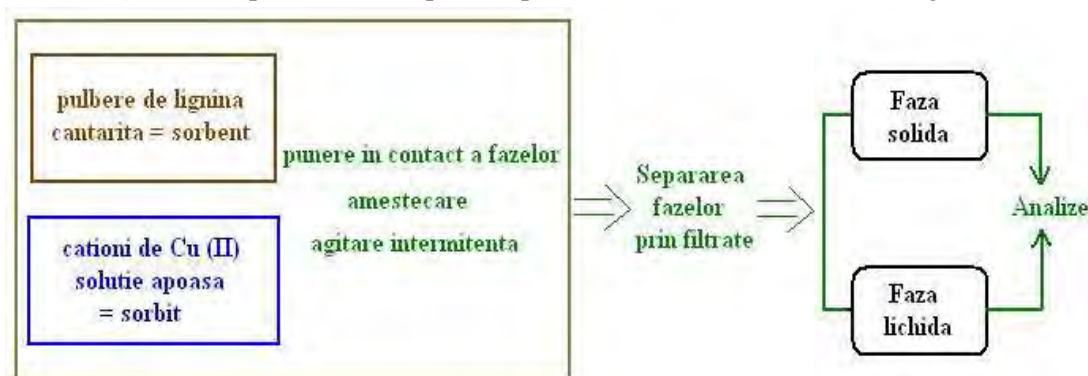 pulbere de lignina
cantarita = sorbent
cationi de Cu (II)
solutie apoasa
= sorbit
punere in contact a fazelor
amestecare
agitare intermitenta
Separarea
fazelor
prin filtrate
Faza
solida
Faza
lichida
Analize